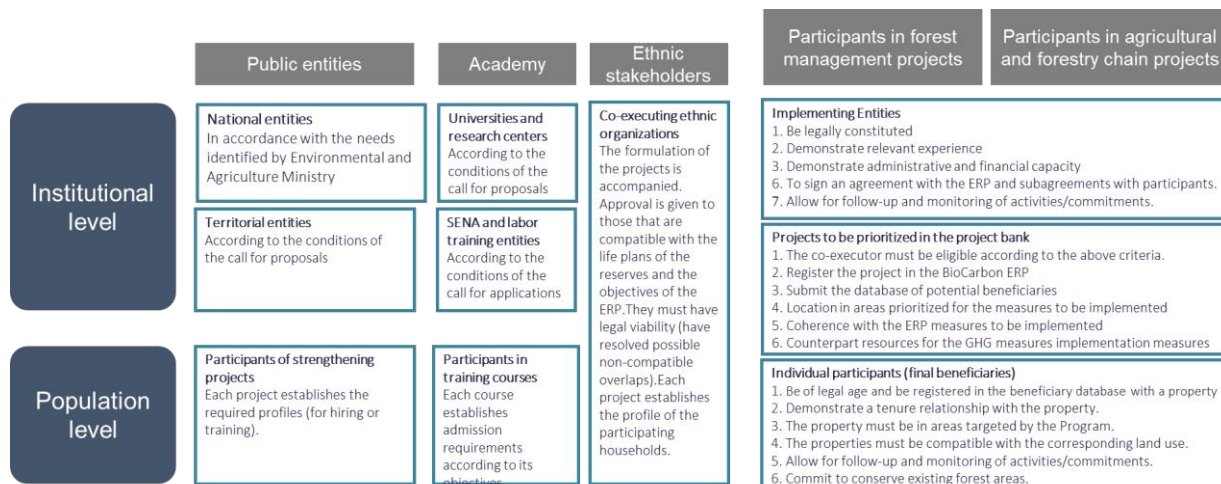 Public entities
Academy
Ethnic
stakeholders
Participants in forest
management projects
Participants in agricultural
and forestry chain projects
Institutional
level
National entities
In accordance with the needs
identified by Environmental and
Agriculture Ministry
Territorial entities
According to the conditions of
the call for proposals
Universities and
research centers
According to the
conditions of the
call for proposals
SENA and labor
training entities
According to the
conditions of the
call for applications
Co-executing ethnic
organizations
The formulation of
the projects is
accompanied.
Approval is given to
those that are
compatible with the
life plans of the
reserves and the
objectives of the
ERP.They must have
legal viability (have
resolved possible
non-compatible
overlaps).Each
project establishes
the profile of the
participating
households.
Implementing Entities
1. Be legally constituted
2. Demonstrate relevant experience
3. Demonstrate administrative and financial capacity
6. To sign an agreement with the ERP and subagreements with participants.
7. Allow for follow-up and monitoring of activities/commitments.
Projects to be prioritized in the project bank
1. The co-executor must be eligible according to the above criteria.
2. Register the project in the BioCarbon ERP
3. Submit the database of potential beneficiaries
4. Location in areas prioritized for the measures to be implemented
5. Coherence with the ERP measures to be implemented
6. Counterpart resources for the GHG measures implementation measures
Population
level
Participants of strengthening
projects
Each project establishes the
required profiles (for hiring or
training).
Participants in
training courses
Each course
establishes
admission
requirements
according to its
objectives
Individual participants (final beneficiaries)
1. Be of legal age and be registered in the beneficiary database with a property
2. Demonstrate a tenure relationship with the property.
3. The property must be in areas targeted by the Program.
4. The properties must be compatible with the corresponding land use.
5. Allow for follow-up and monitoring of activities/commitments.
6. Commit to conserve existing forest areas.